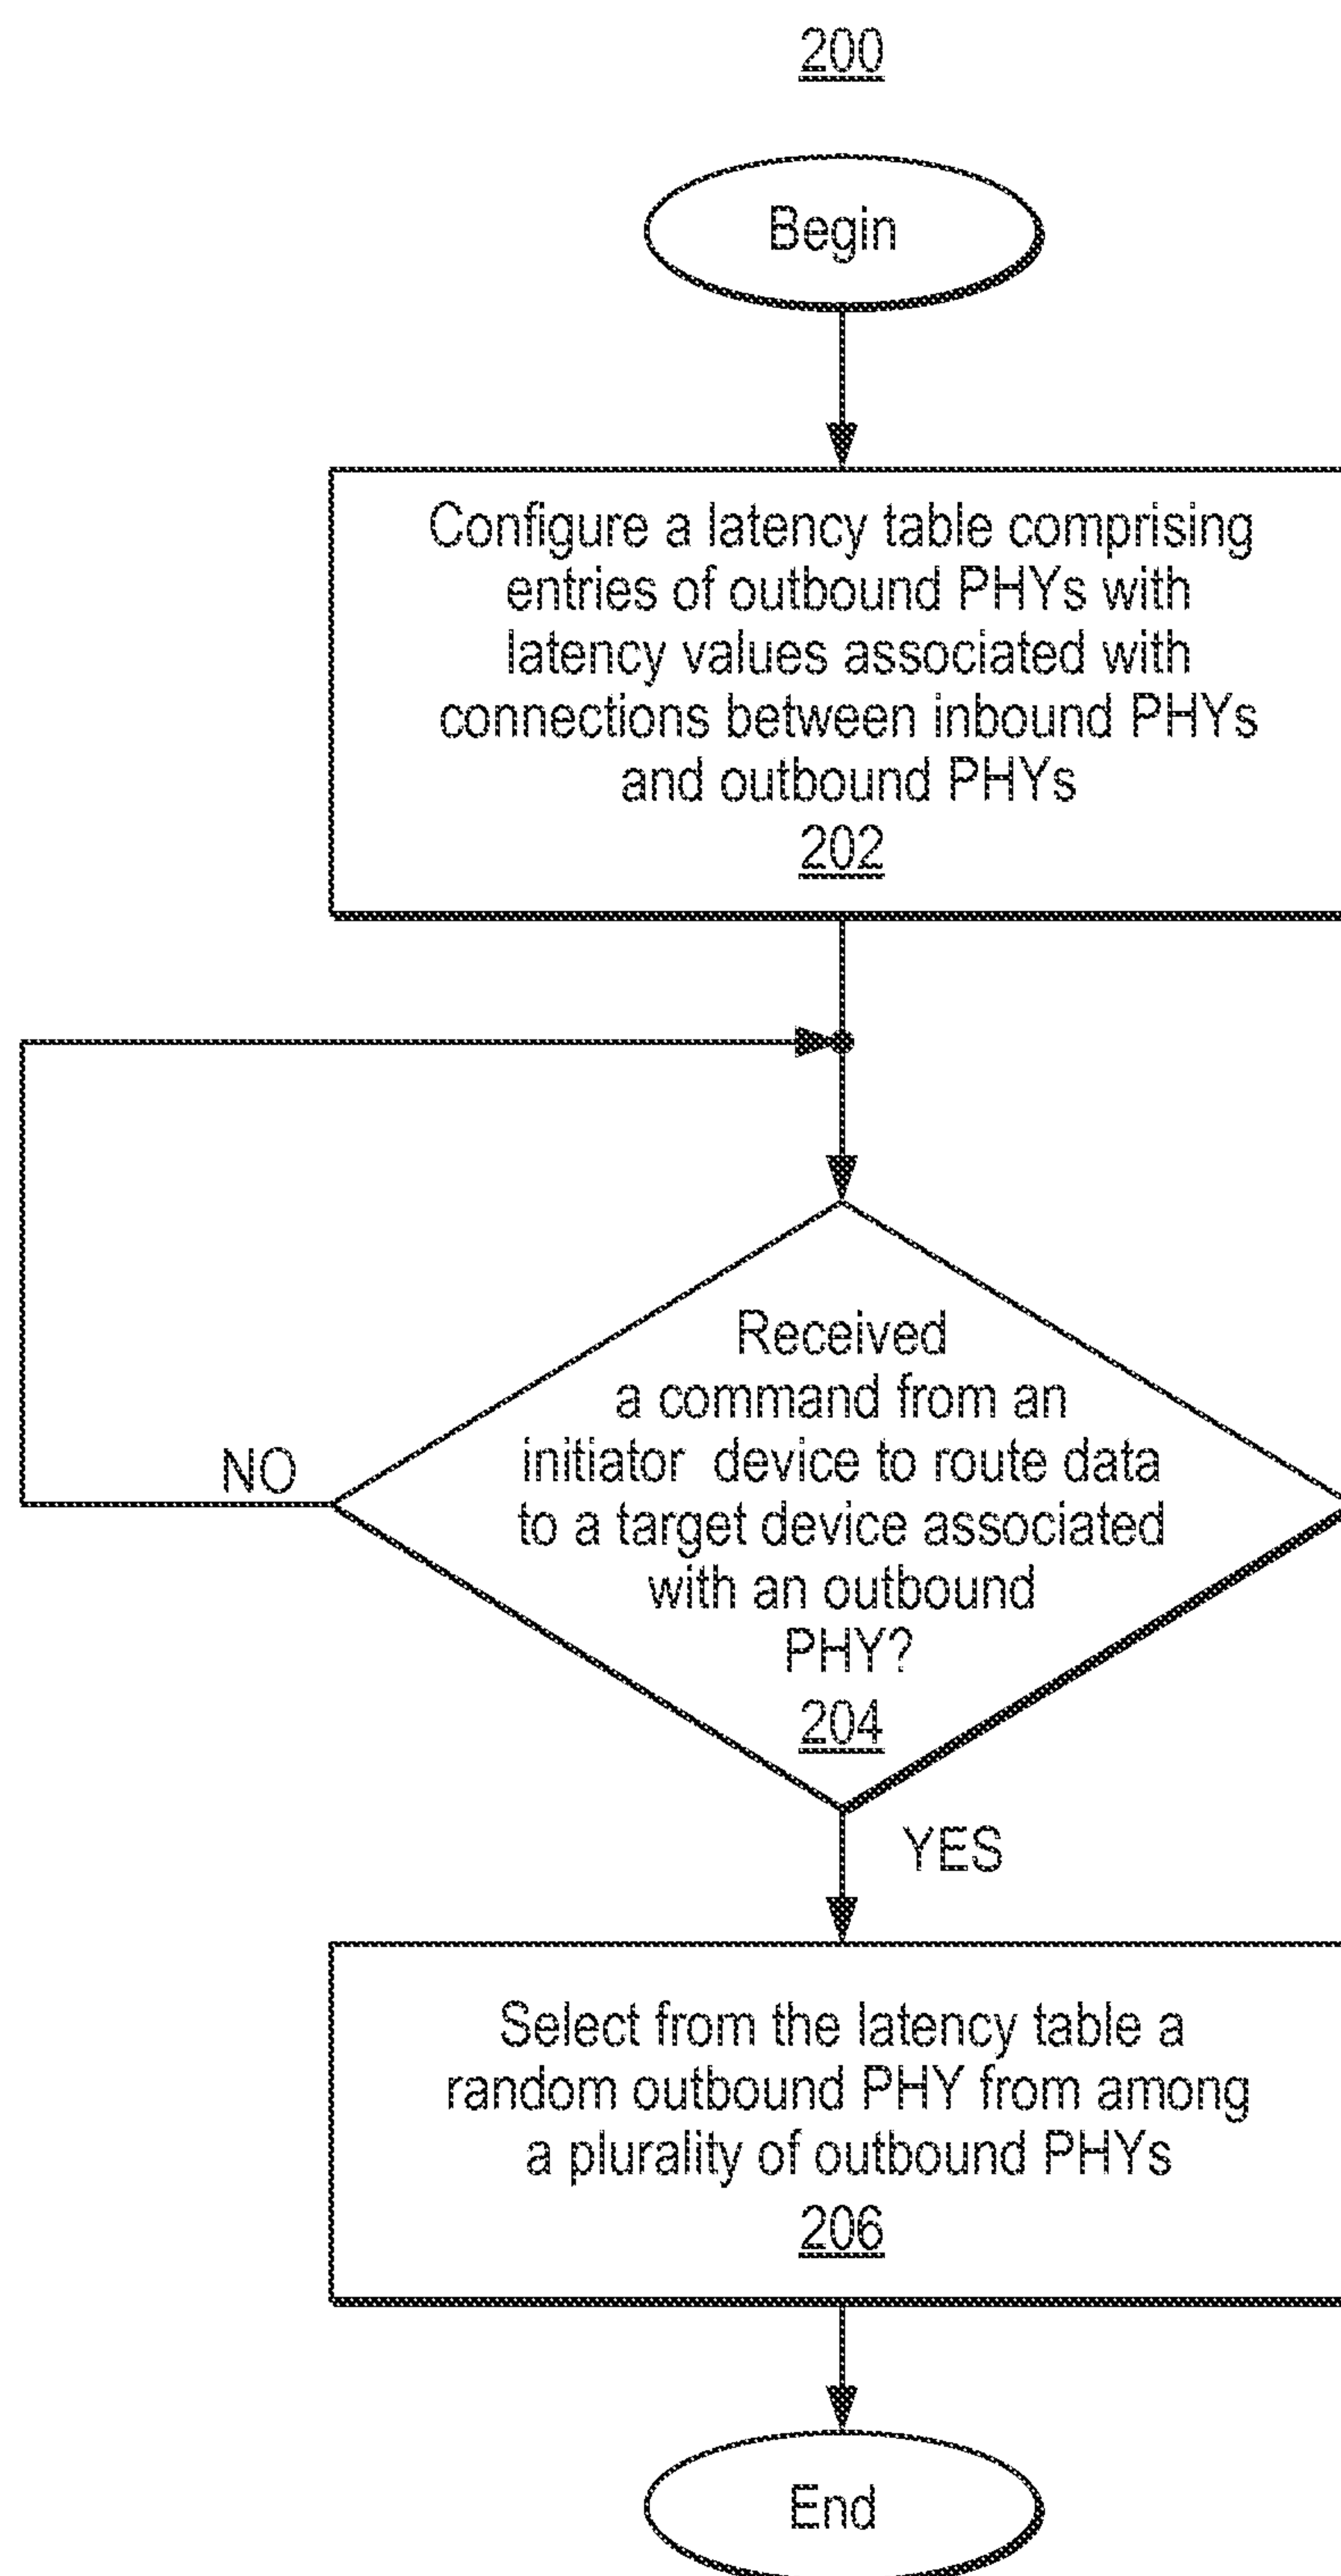 200
Begin
Configure a latency table comprising
entries of outbound PHYs with
latency values associated with
connections between inbound PHYs
and outbound PHYs
202
Received
a command from an
initiator device to route data
to a target device associated
with an outbound
PHY?
204
NO
YES
Select from the latency table a
random outbound PHY from among
a plurality of outbound PHYs
206
End